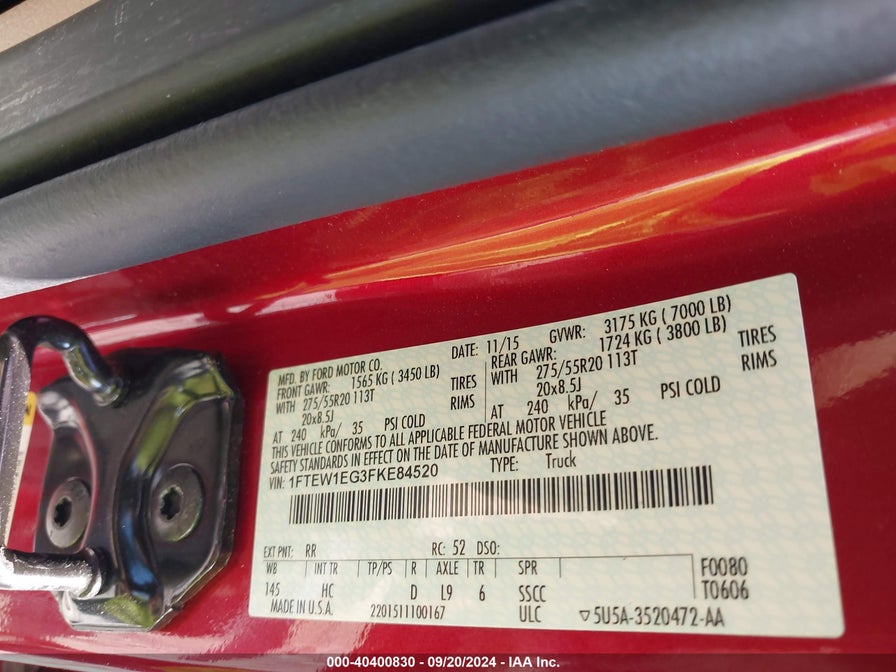 MFD. BY FORD MOTOR CO.
DATE: 11/15 GVWR: 3175 KG ( 7000 LB)
FRONT GAWR: 1565 KG ( 3450 LB)
REAR GAWR: 1724 KG ( 3800 LB)
WITH 275/55R20 113T TIRES
WITH 275/55R20 113T TIRES
20x8.5J RIMS
20x8.5J RIMS
AT 240 kPa/ 35 PSI COLD
AT 240 kPa/ 35 PSI COLD
THIS VEHICLE CONFORMS TO ALL APPLICABLE FEDERAL MOTOR VEHICLE
SAFETY STANDARDS IN EFFECT ON THE DATE OF MANUFACTURE SHOWN ABOVE.
VIN: 1FTEW1EG3FKE84520 TYPE: Truck
EXT PNT: RR RC: 52 DSO:
WB INT TR TP/PS R AXLE TR SPR F0080
145 HC D L9 6 SSCC T0606
MADE IN U.S.A. 2201511100167 ULC ▽5U5A-3520472-AA
000-40400830 - 09/20/2024 - IAA Inc.